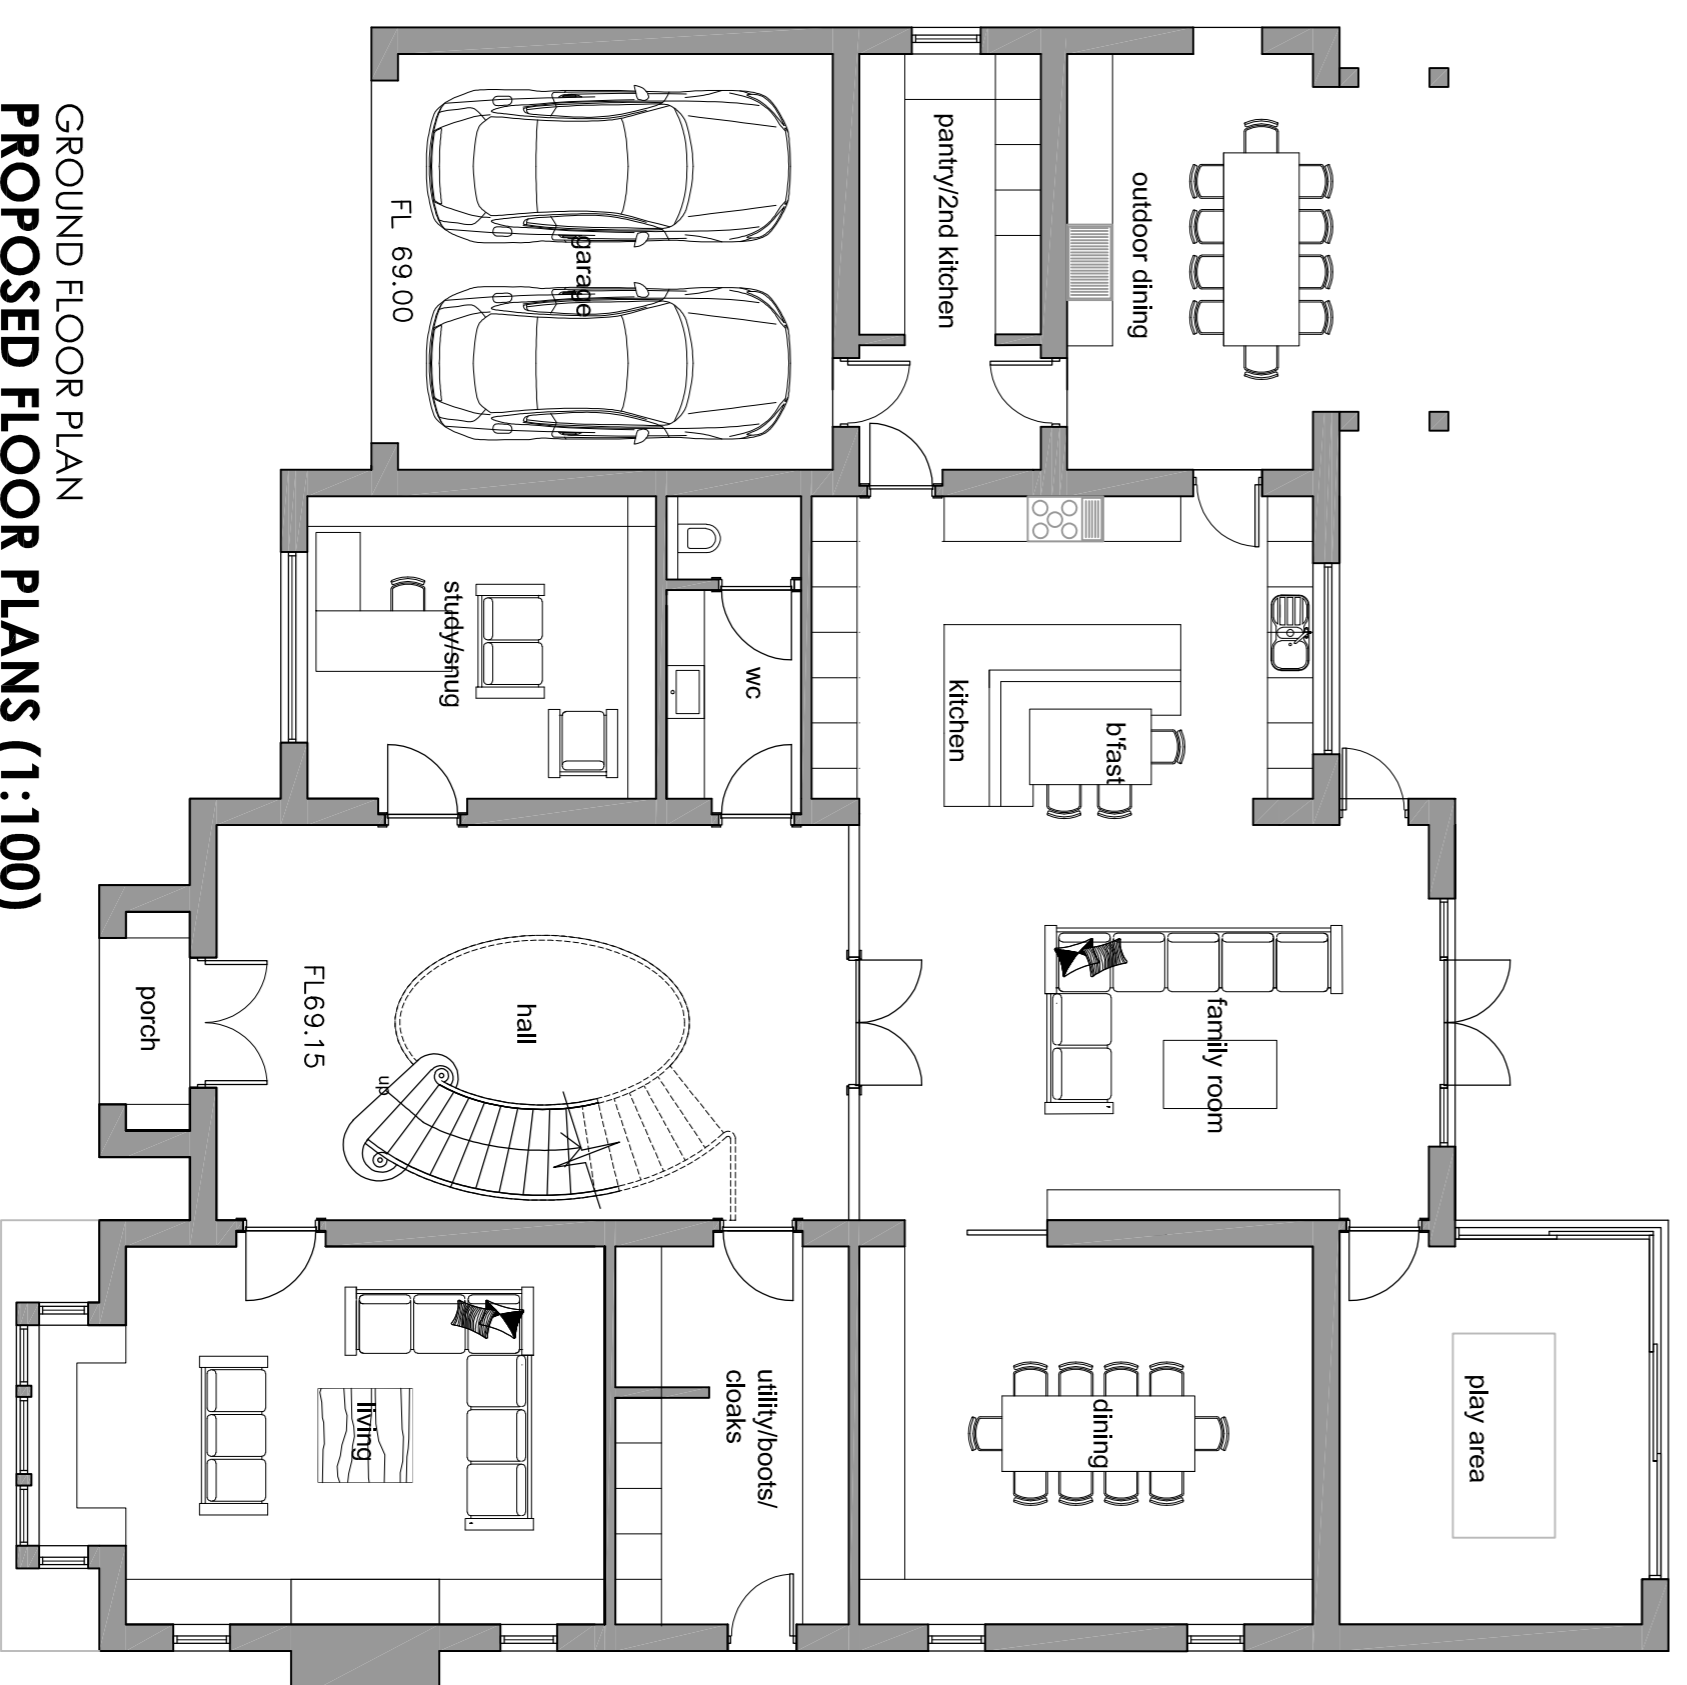 outdoor dining
pantry/2nd kitchen
garage
FL 69.00
kitchen
b'fast
wc
study/snug
family room
hall
up
FL69.15
porch
play area
dining
utility/boots/
cloaks
living
GROUND FLOOR PLAN
PROPOSED FLOOR PLANS (1:100)